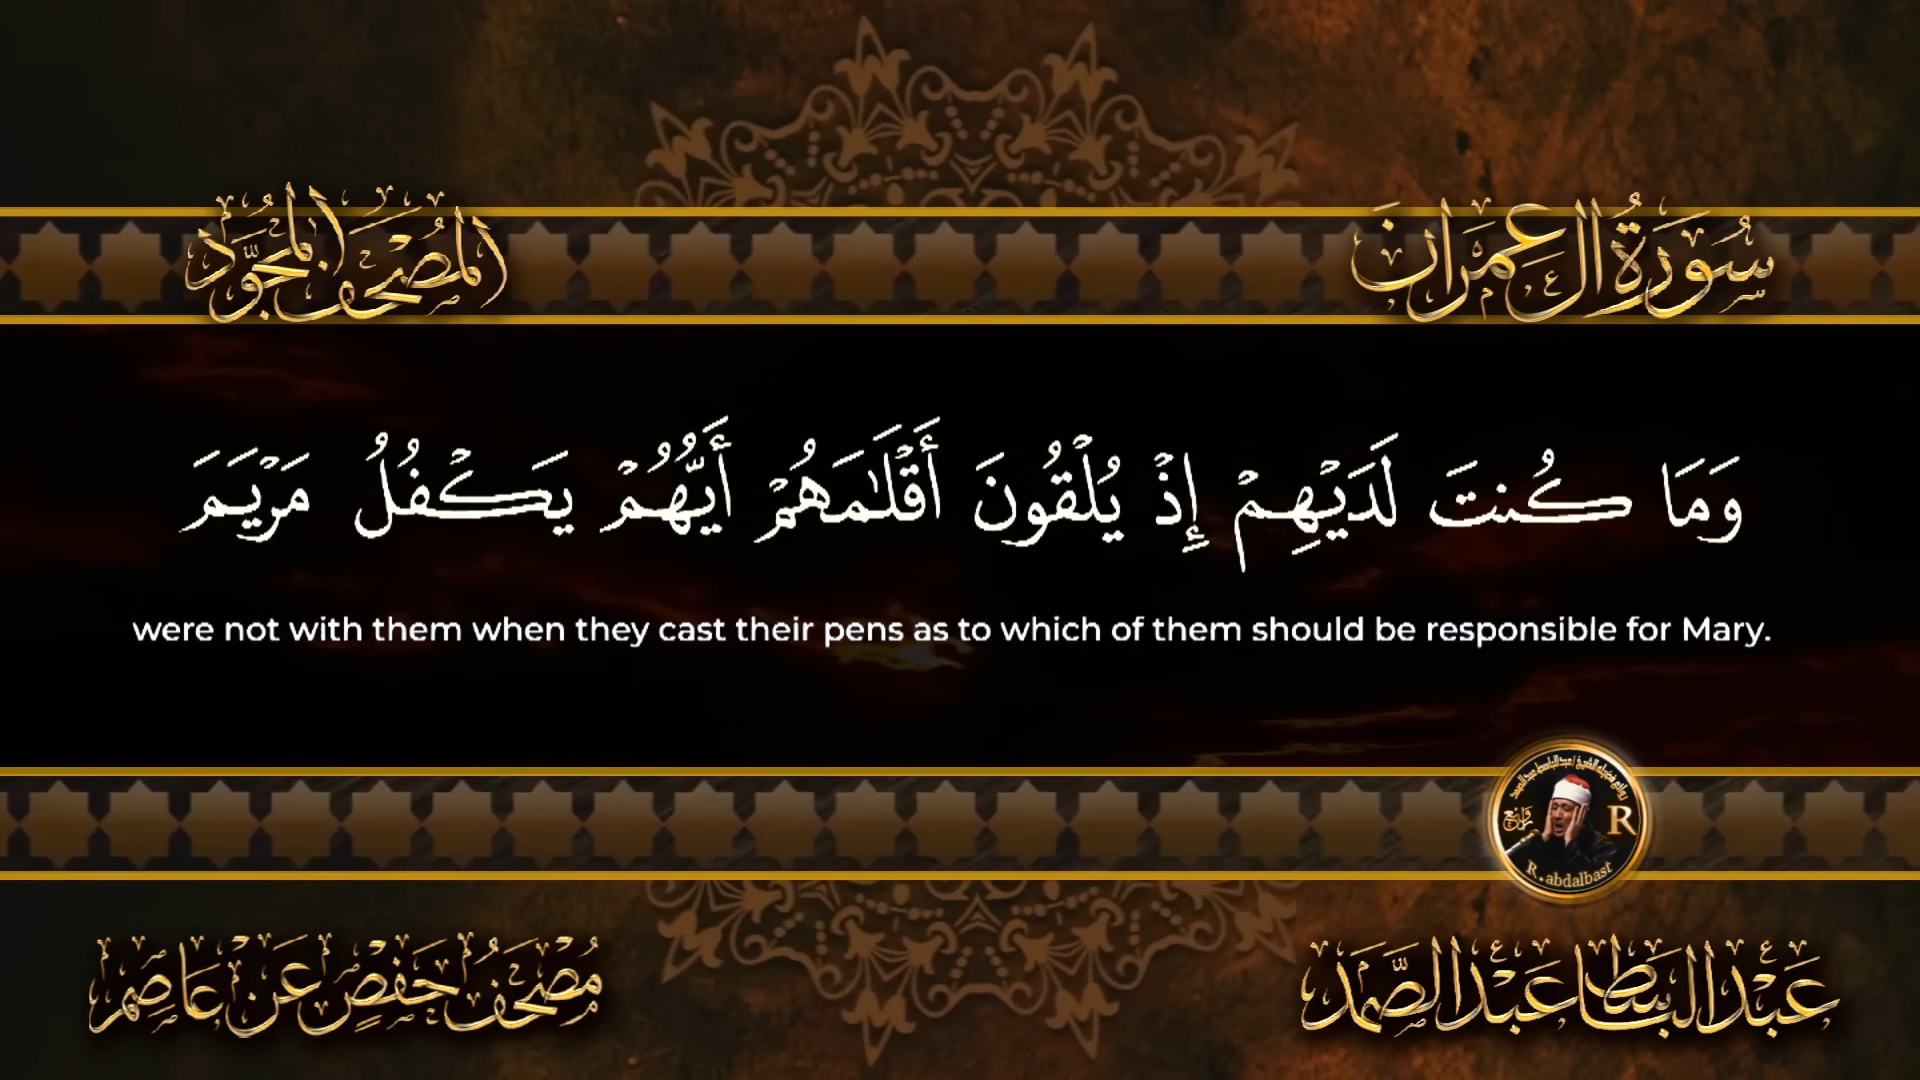 المصحف المجود
سورة آل عمران
وَمَا كُنتَ لَدَيْهِمْ إِذْ يُلْقُونَ أَقْلَٰمَهُمْ أَيُّهُمْ يَكْفُلُ مَرْيَمَ
were not with them when they cast their pens as to which of them should be responsible for Mary.
R
R.abdalbast
مصحف حفص عن عاصم
عبد الباسط عبد الصمد